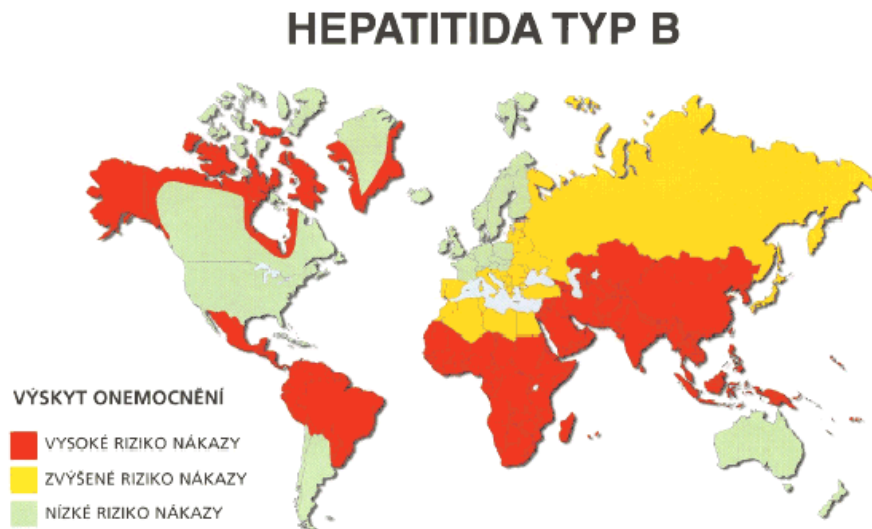 HEPATITIDA TYP B
VÝSKYT ONEMOCNĚNÍ
VYSOKÉ RIZIKO NÁKAZY
ZVÝŠENÉ RIZIKO NÁKAZY
NÍZKÉ RIZIKO NÁKAZY